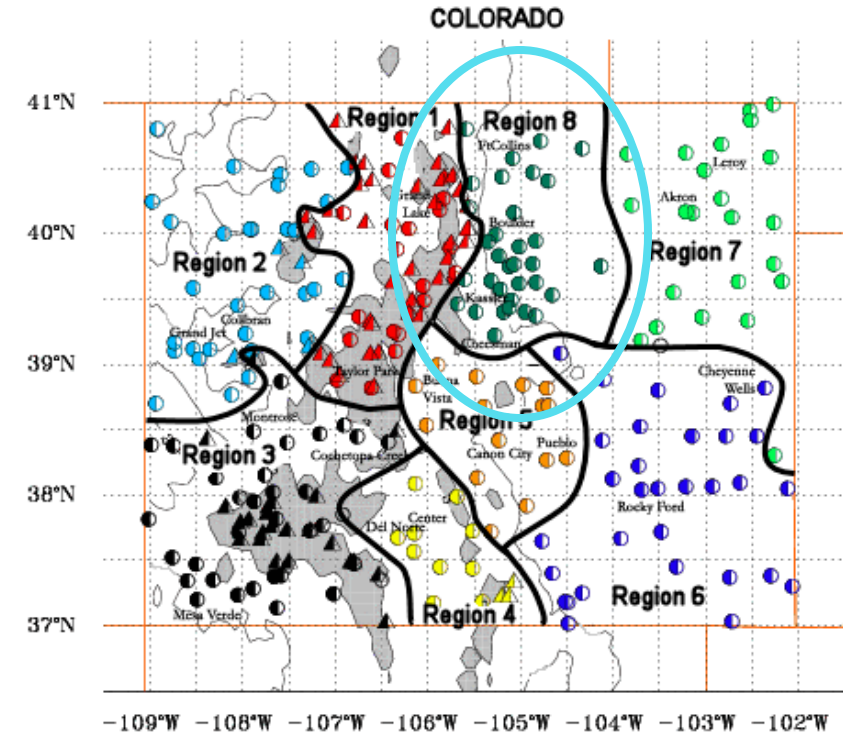 COLORADO
41°N
Region 1
Region 8
FtCollins
Leroy
Grand
Lake
Akron
40°N
Boulder
Region 7
Region 2
Kassler
Collbran
Grand Jct
Cheesman
39°N
Taylor Park
Buena
Vista
Cheyenne
Wells
Montrose
Region 5
Region 3
Cochetopa Creek
Canon City
Pueblo
38°N
Rocky Ford
Del Norte
Center
Mesa Verde
Region 4
Region 6
37°N
-109°W -108°W -107°W -106°W -105°W -104°W -103°W -102°W